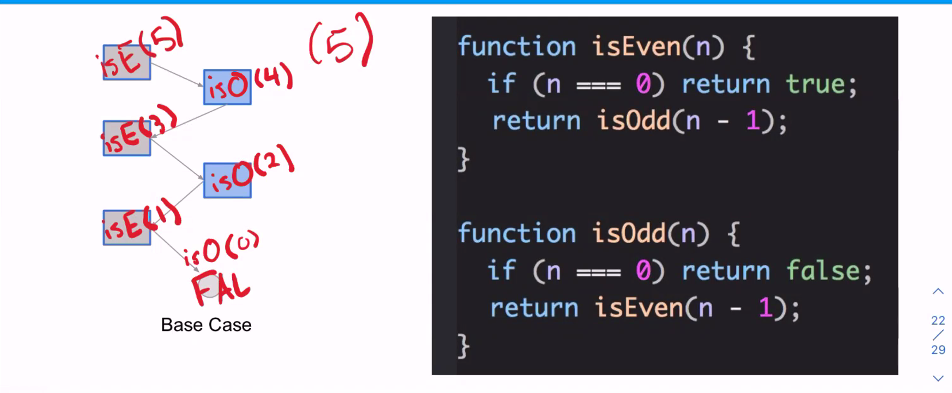 isE(5)
(5)
isO(4)
isE(3)
isO(2)
isE(1)
isO(0)
FAL
Base Case
function isEven(n) {
if (n === 0) return true;
return isOdd(n - 1);
}
function isOdd(n) {
if (n === 0) return false;
return isEven(n - 1);
}
22
/
29